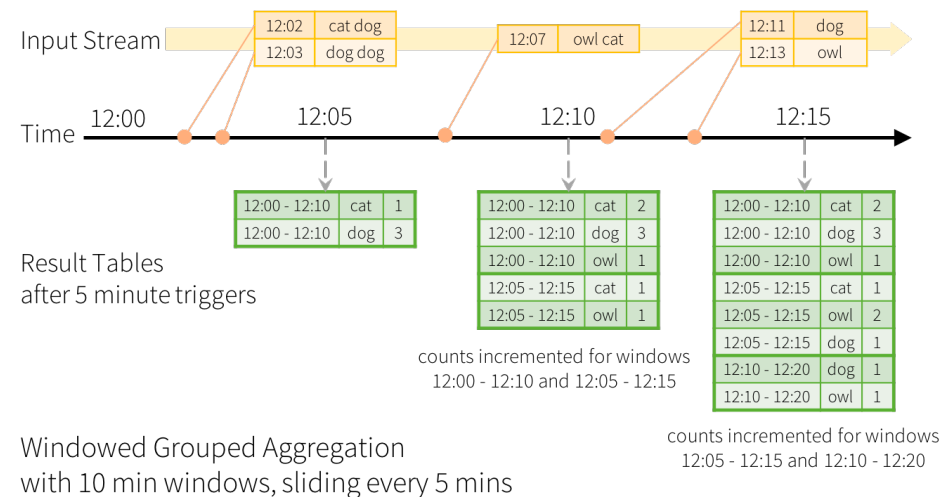 12:02 cat dog
Input Stream
12:03 dog dog
12:07 owl cat
12:11 dog
12:13 owl
Time
12:00
12:05
12:10
12:15
12:00 - 12:10 cat 1
12:00 - 12:10 dog 3
12:00 - 12:10 cat 2
12:00 - 12:10 dog 3
12:00 - 12:10 owl 1
12:05 - 12:15 cat 1
12:05 - 12:15 owl 1
12:00 - 12:10 cat 2
12:00 - 12:10 dog 3
12:00 - 12:10 owl 1
12:05 - 12:15 cat 1
12:05 - 12:15 owl 2
12:05 - 12:15 dog 1
12:10 - 12:20 dog 1
12:10 - 12:20 owl 1
Result Tables
after 5 minute triggers
counts incremented for windows
12:00 - 12:10 and 12:05 - 12:15
counts incremented for windows
12:05 - 12:15 and 12:10 - 12:20
Windowed Grouped Aggregation
with 10 min windows, sliding every 5 mins